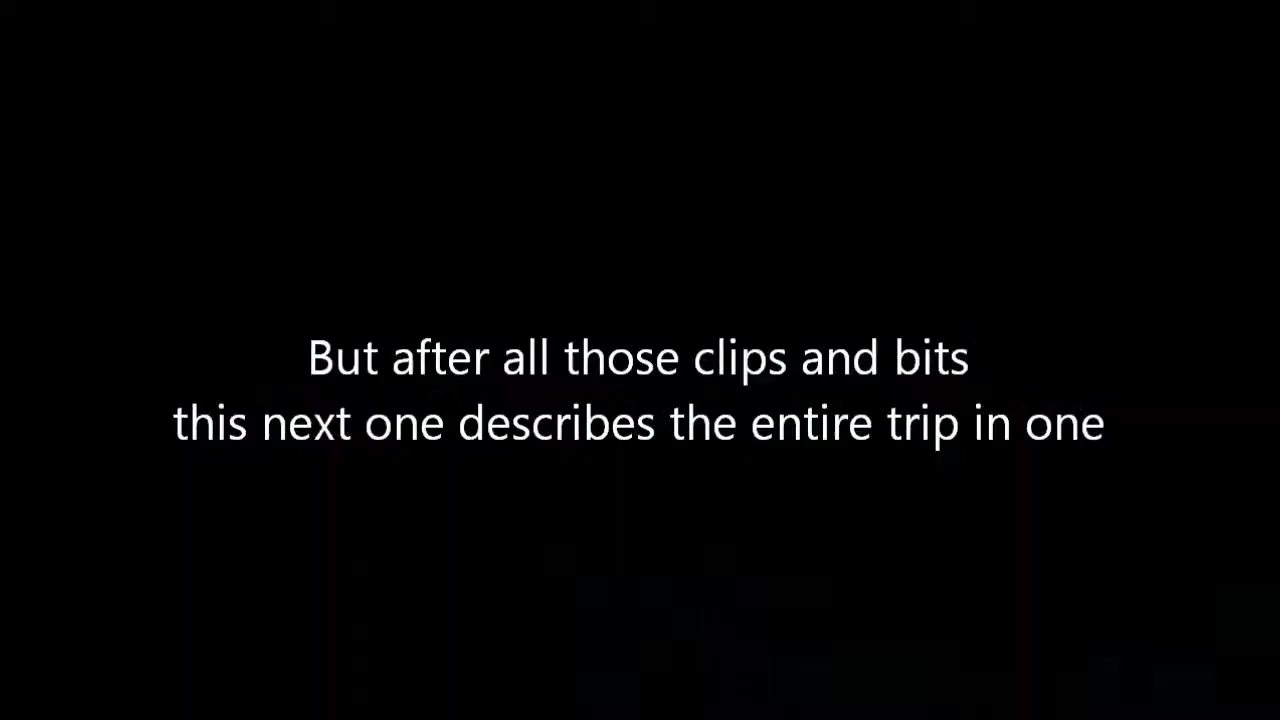 But after all those clips and bits
this next one describes the entire trip in one